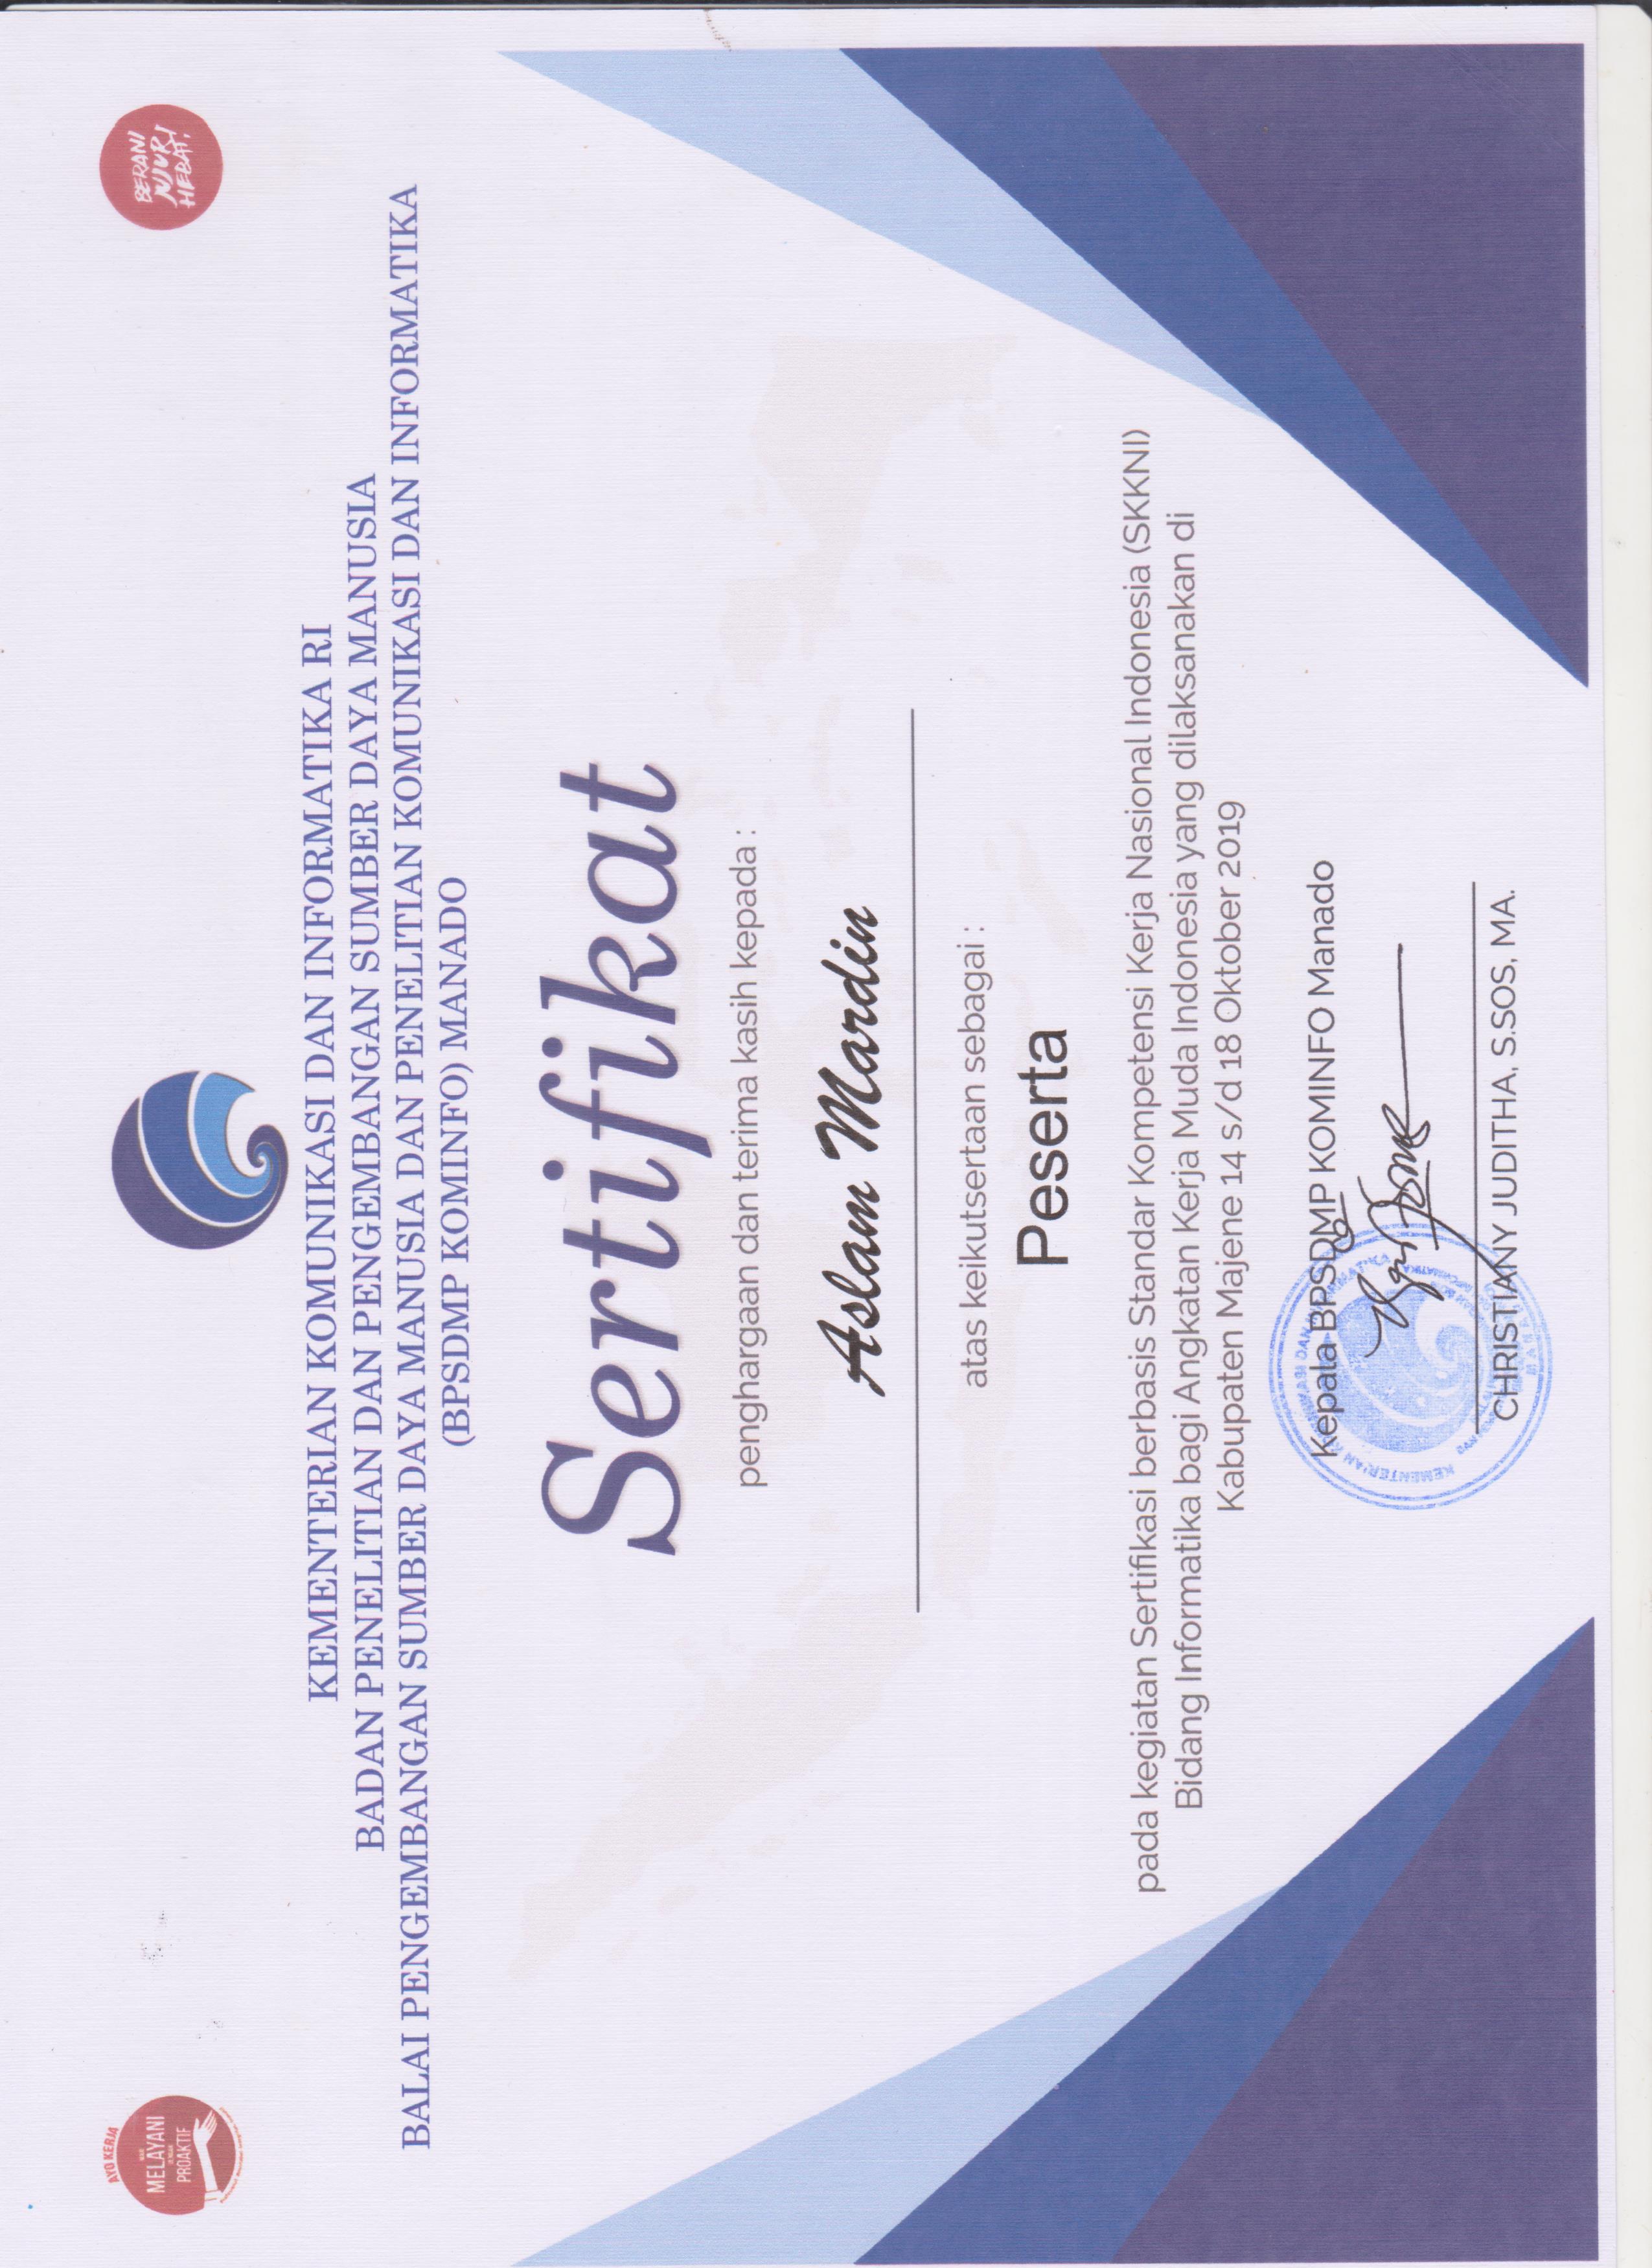 AYO KERJA
MELAYANI
DENGAN
PROAKTIF
BERANI
JUJUR
HEBAT!
KEMENTERIAN KOMUNIKASI DAN INFORMATIKA RI
BADAN PENELITIAN DAN PENGEMBANGAN SUMBER DAYA MANUSIA
BALAI PENGEMBANGAN SUMBER DAYA MANUSIA DAN PENELITIAN KOMUNIKASI DAN INFORMATIKA
(BPSDMP KOMINFO) MANADO
Sertifikat
penghargaan dan terima kasih kepada :
Aslam Mardin
atas keikutsertaan sebagai :
Peserta
pada kegiatan Sertifikasi berbasis Standar Kompetensi Kerja Nasional Indonesia (SKKNI)
Bidang Informatika bagi Angkatan Kerja Muda Indonesia yang dilaksanakan di
Kabupaten Majene 14 s/d 18 Oktober 2019
Kepala BPSDMP KOMINFO Manado
KEMENTERIAN
CHRISTIANY JUDITHA, S.SOS, MA.